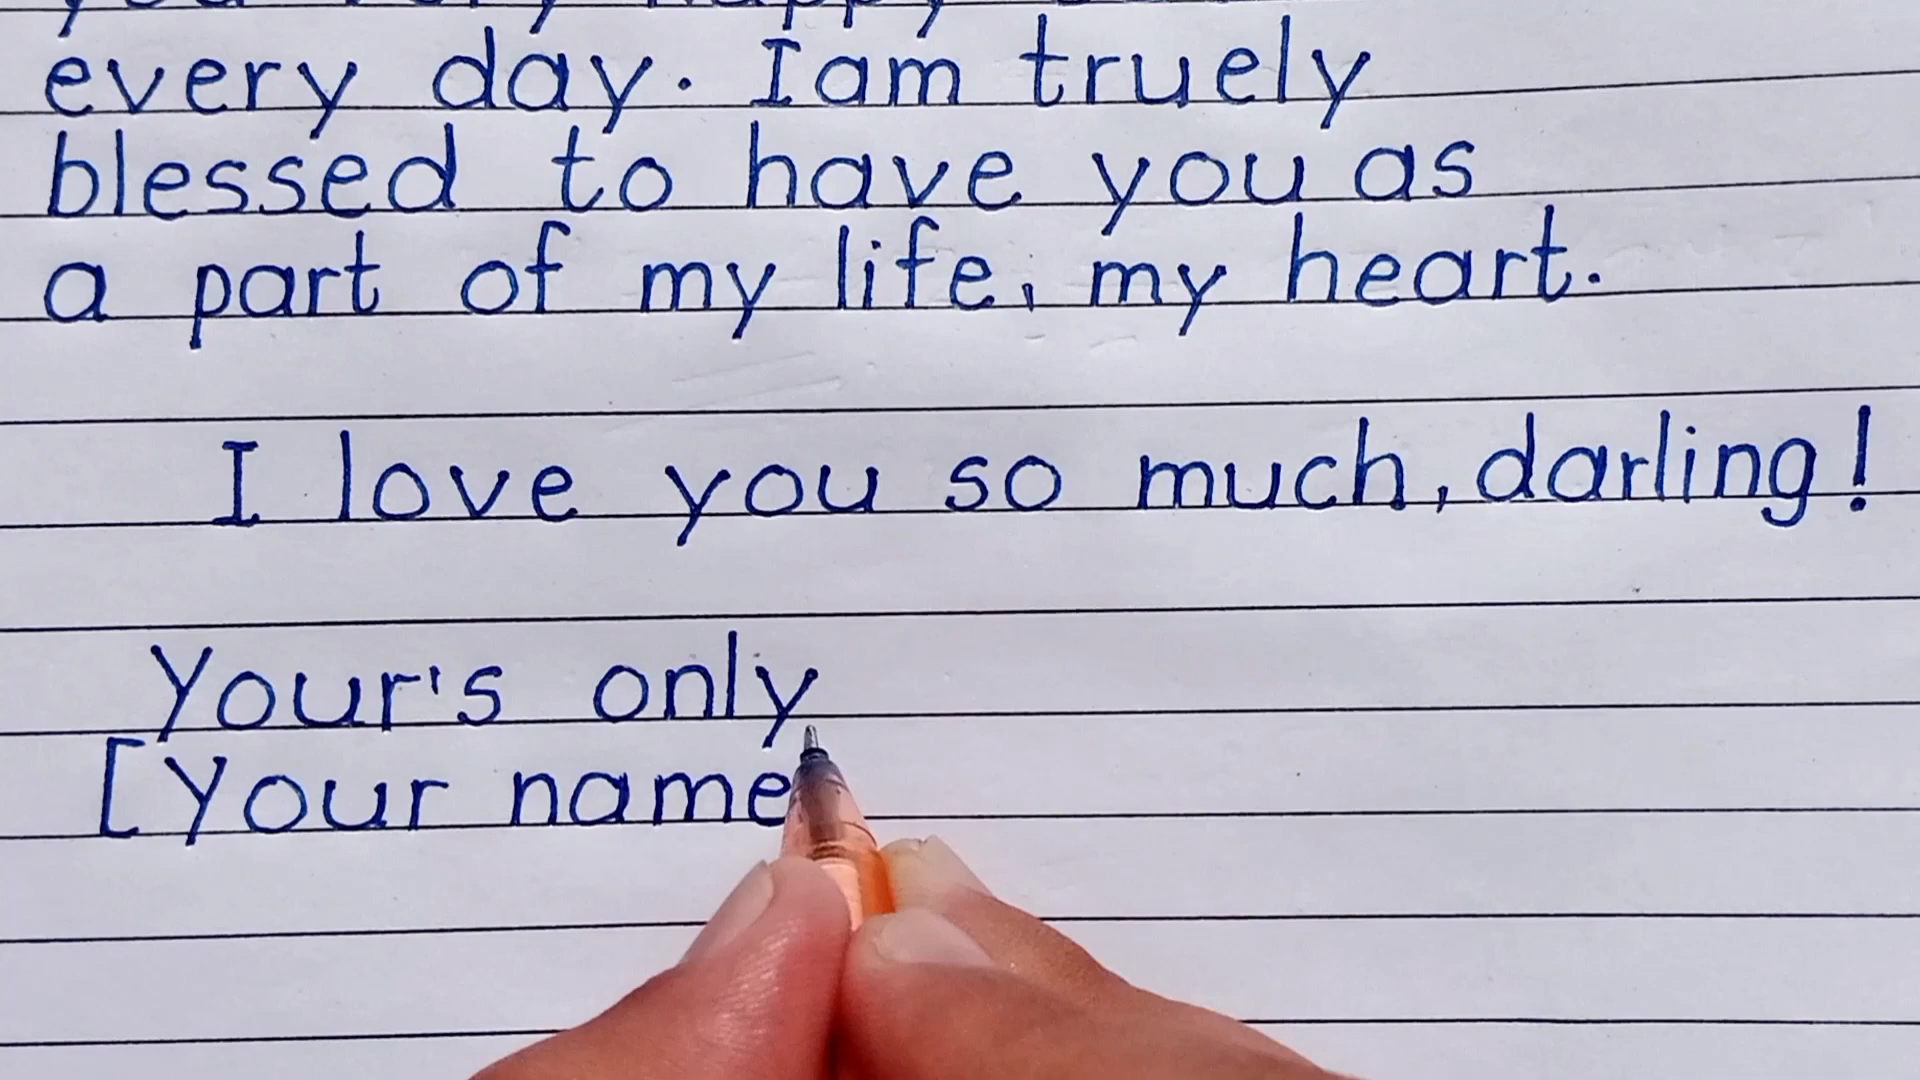 every day. I am truely
blessed to have you as
a part of my life, my heart.
I love you so much, darling!
Your's only
[Your name